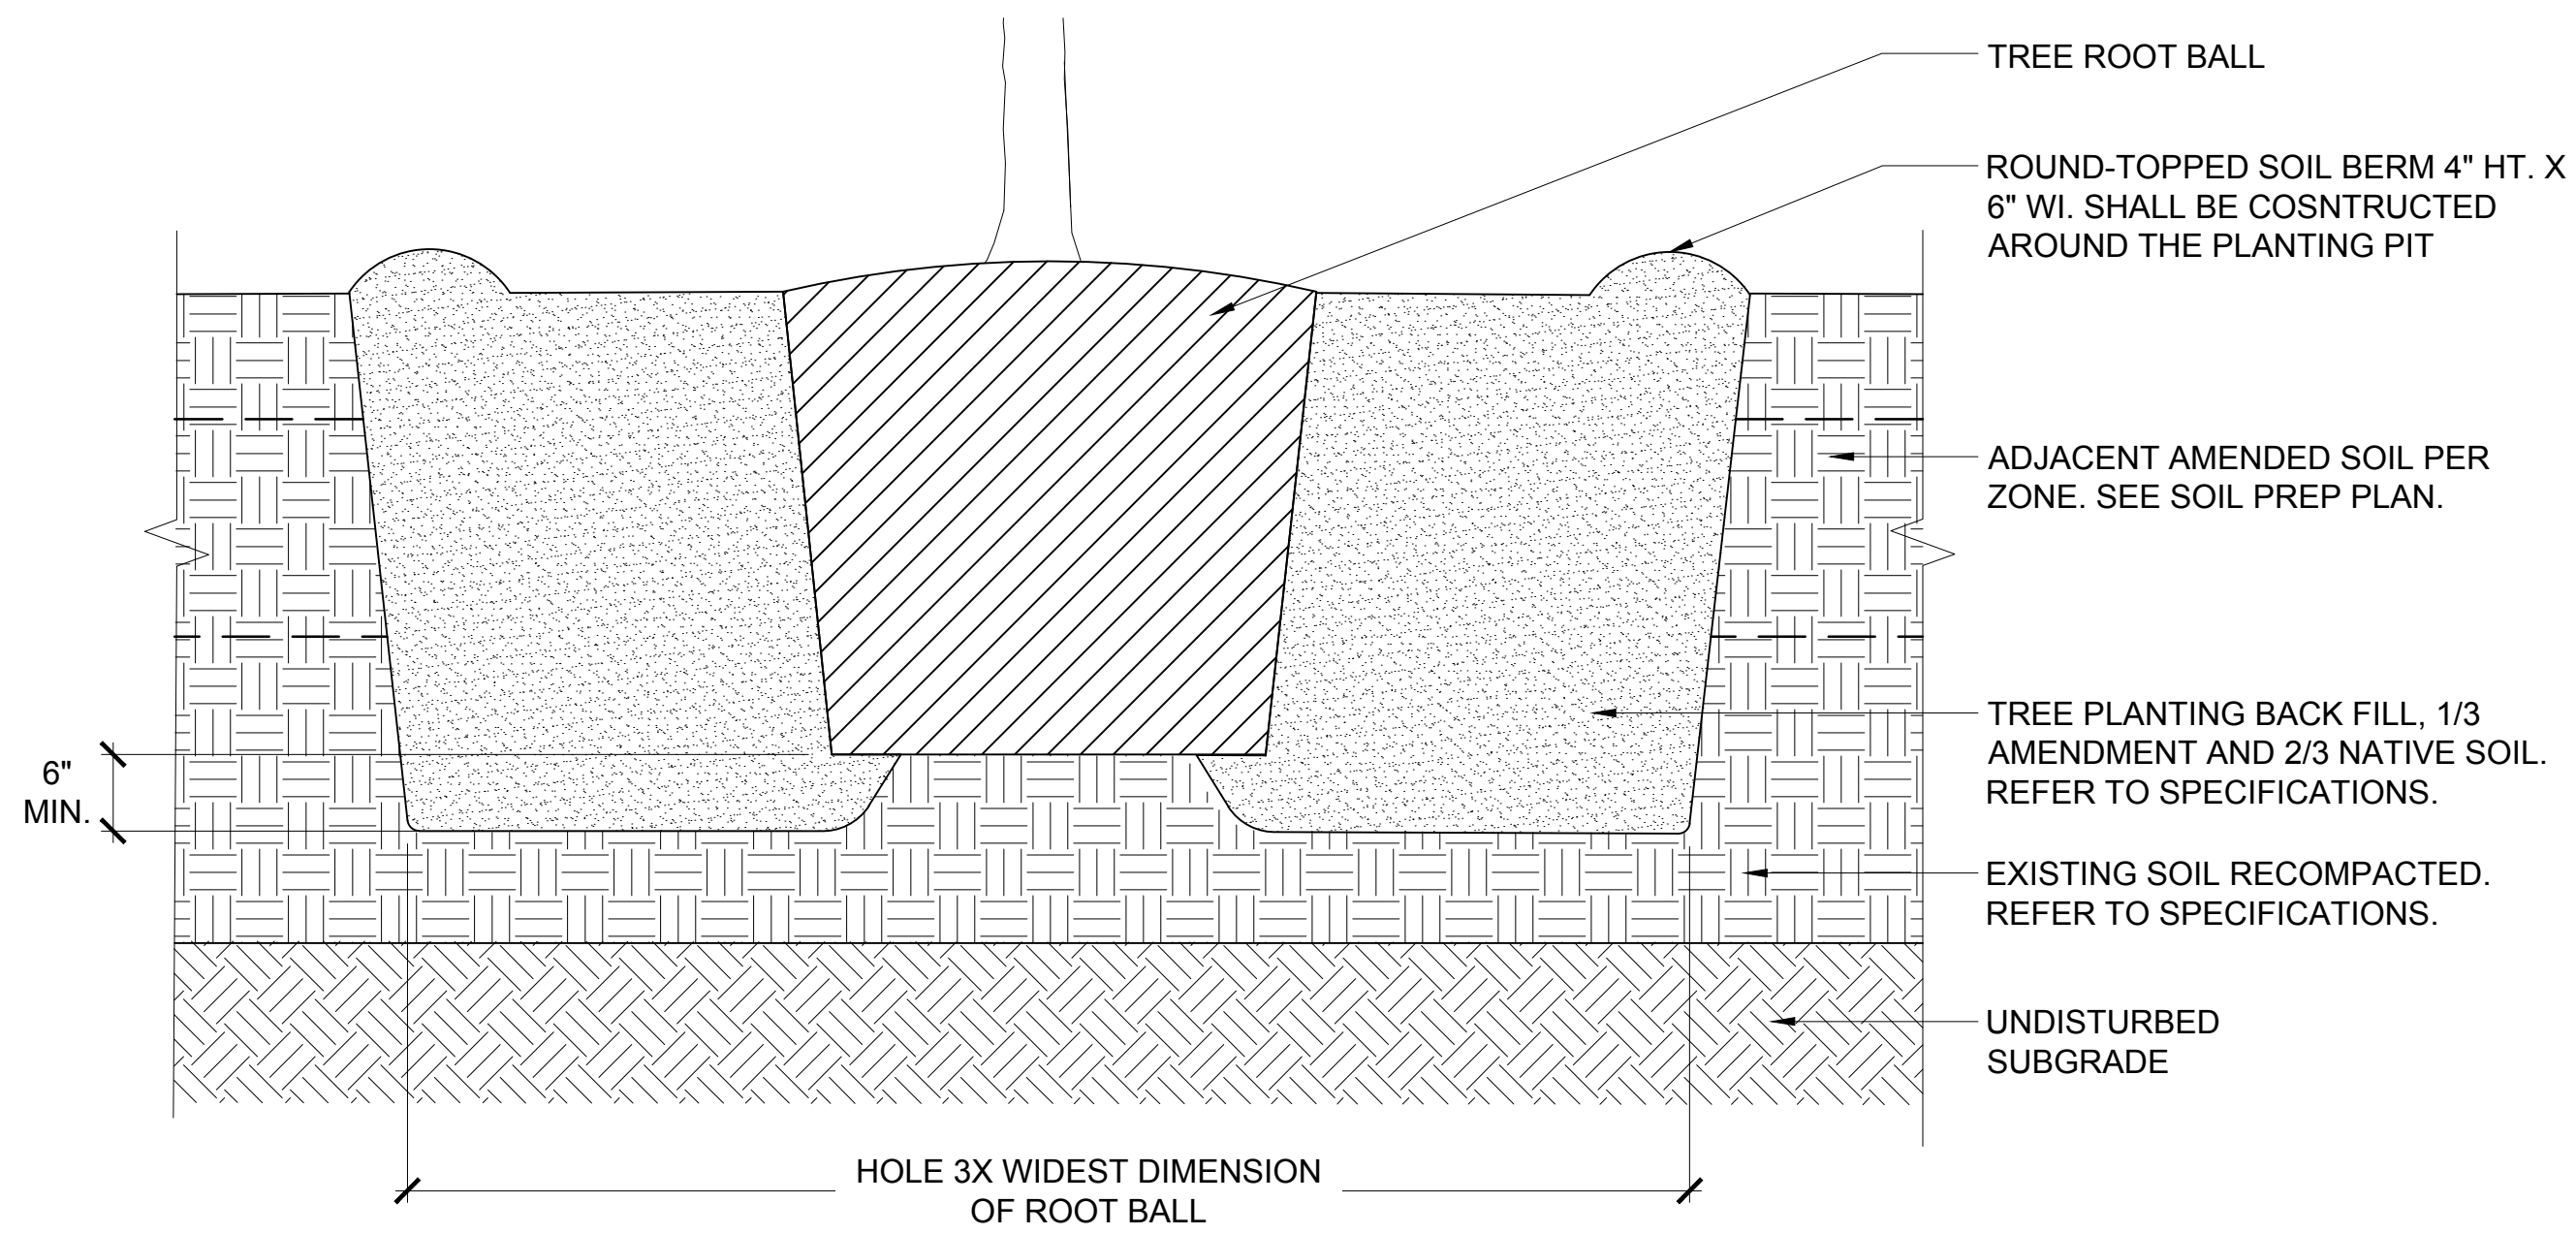 TREE ROOT BALL
ROUND-TOPPED SOIL BERM 4" HT. X
6" WI. SHALL BE COSNTRUCTED
AROUND THE PLANTING PIT
ADJACENT AMENDED SOIL PER
ZONE. SEE SOIL PREP PLAN.
TREE PLANTING BACK FILL, 1/3
AMENDMENT AND 2/3 NATIVE SOIL.
REFER TO SPECIFICATIONS.
6"
MIN.
EXISTING SOIL RECOMPACTED.
REFER TO SPECIFICATIONS.
UNDISTURBED
SUBGRADE
HOLE 3X WIDEST DIMENSION
OF ROOT BALL